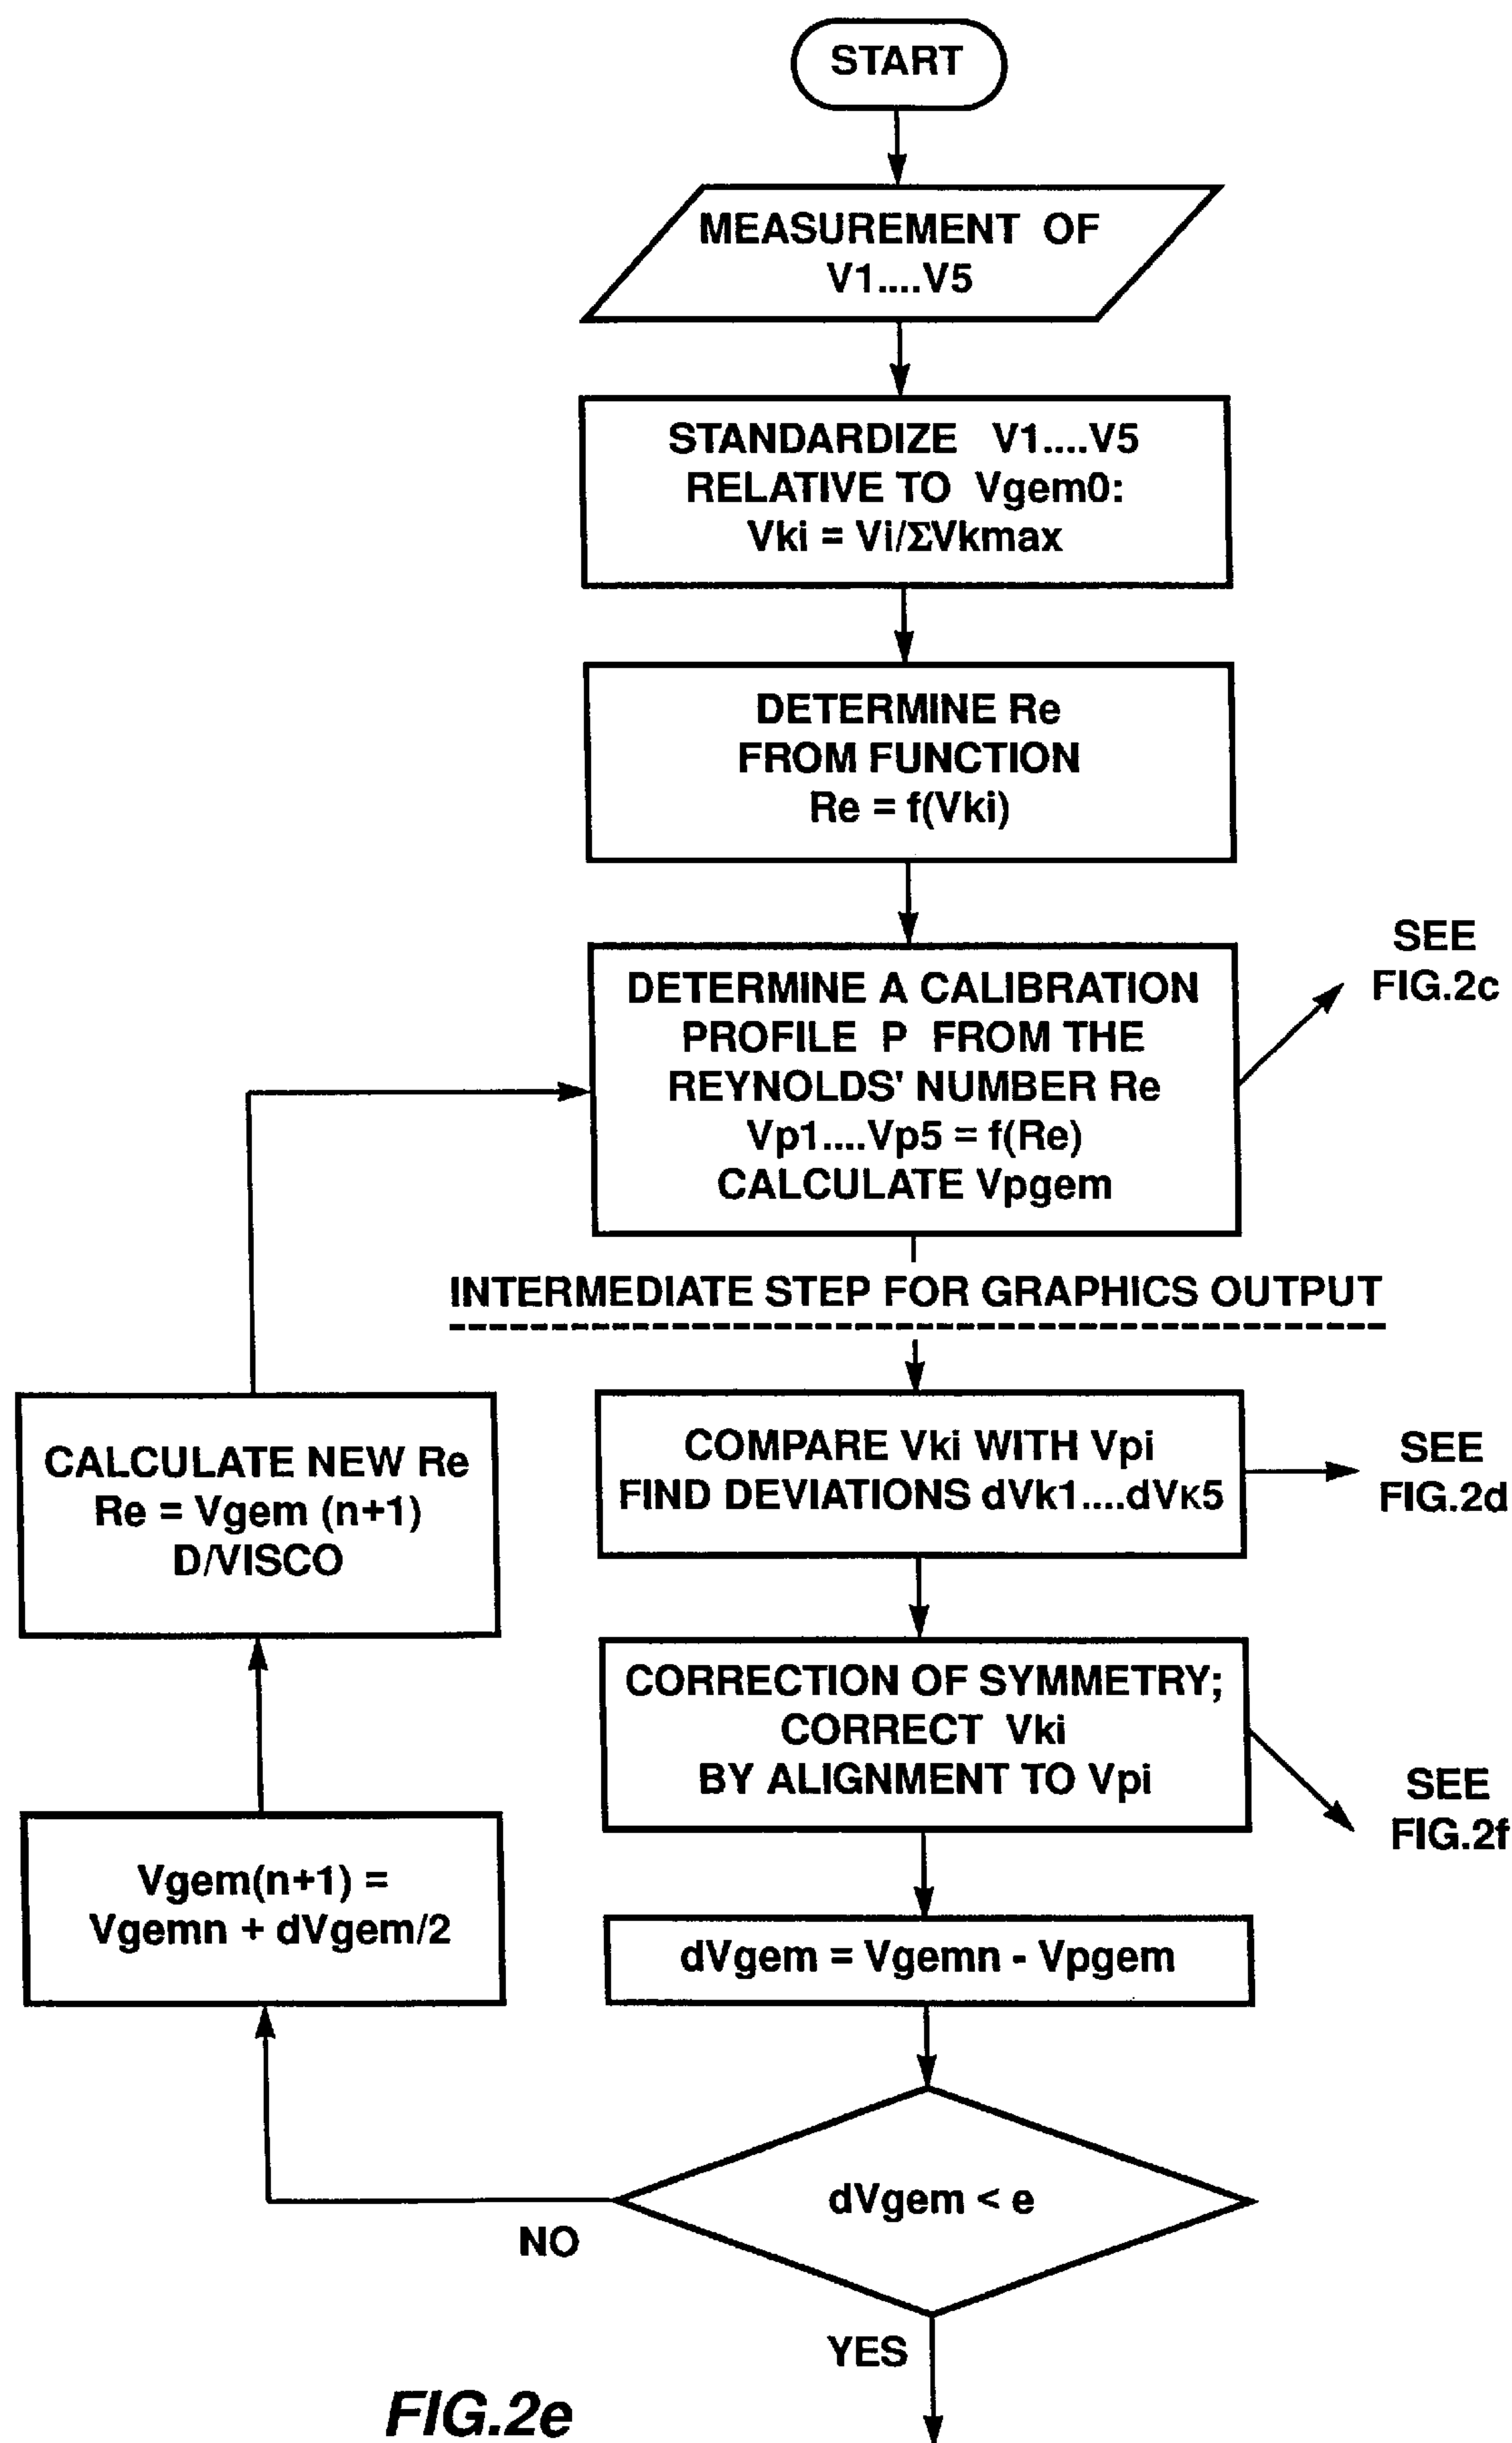 START
MEASUREMENT OF
V1....V5
STANDARDIZE V1....V5
RELATIVE TO Vgem0:
Vki = Vi/ΣVkmax
DETERMINE Re
FROM FUNCTION
Re = f(Vki)
DETERMINE A CALIBRATION
PROFILE P FROM THE
REYNOLDS' NUMBER Re
Vp1....Vp5 = f(Re)
CALCULATE Vpgem
SEE
FIG.2c
INTERMEDIATE STEP FOR GRAPHICS OUTPUT
COMPARE Vki WITH Vpi
FIND DEVIATIONS dVk1....dVK5
SEE
FIG.2d
CORRECTION OF SYMMETRY;
CORRECT Vki
BY ALIGNMENT TO Vpi
SEE
FIG.2f
dVgem = Vgemn - Vpgem
dVgem < e
NO
YES
Vgem(n+1) =
Vgemn + dVgem/2
CALCULATE NEW Re
Re = Vgem (n+1)
D/VISCO
FIG.2e